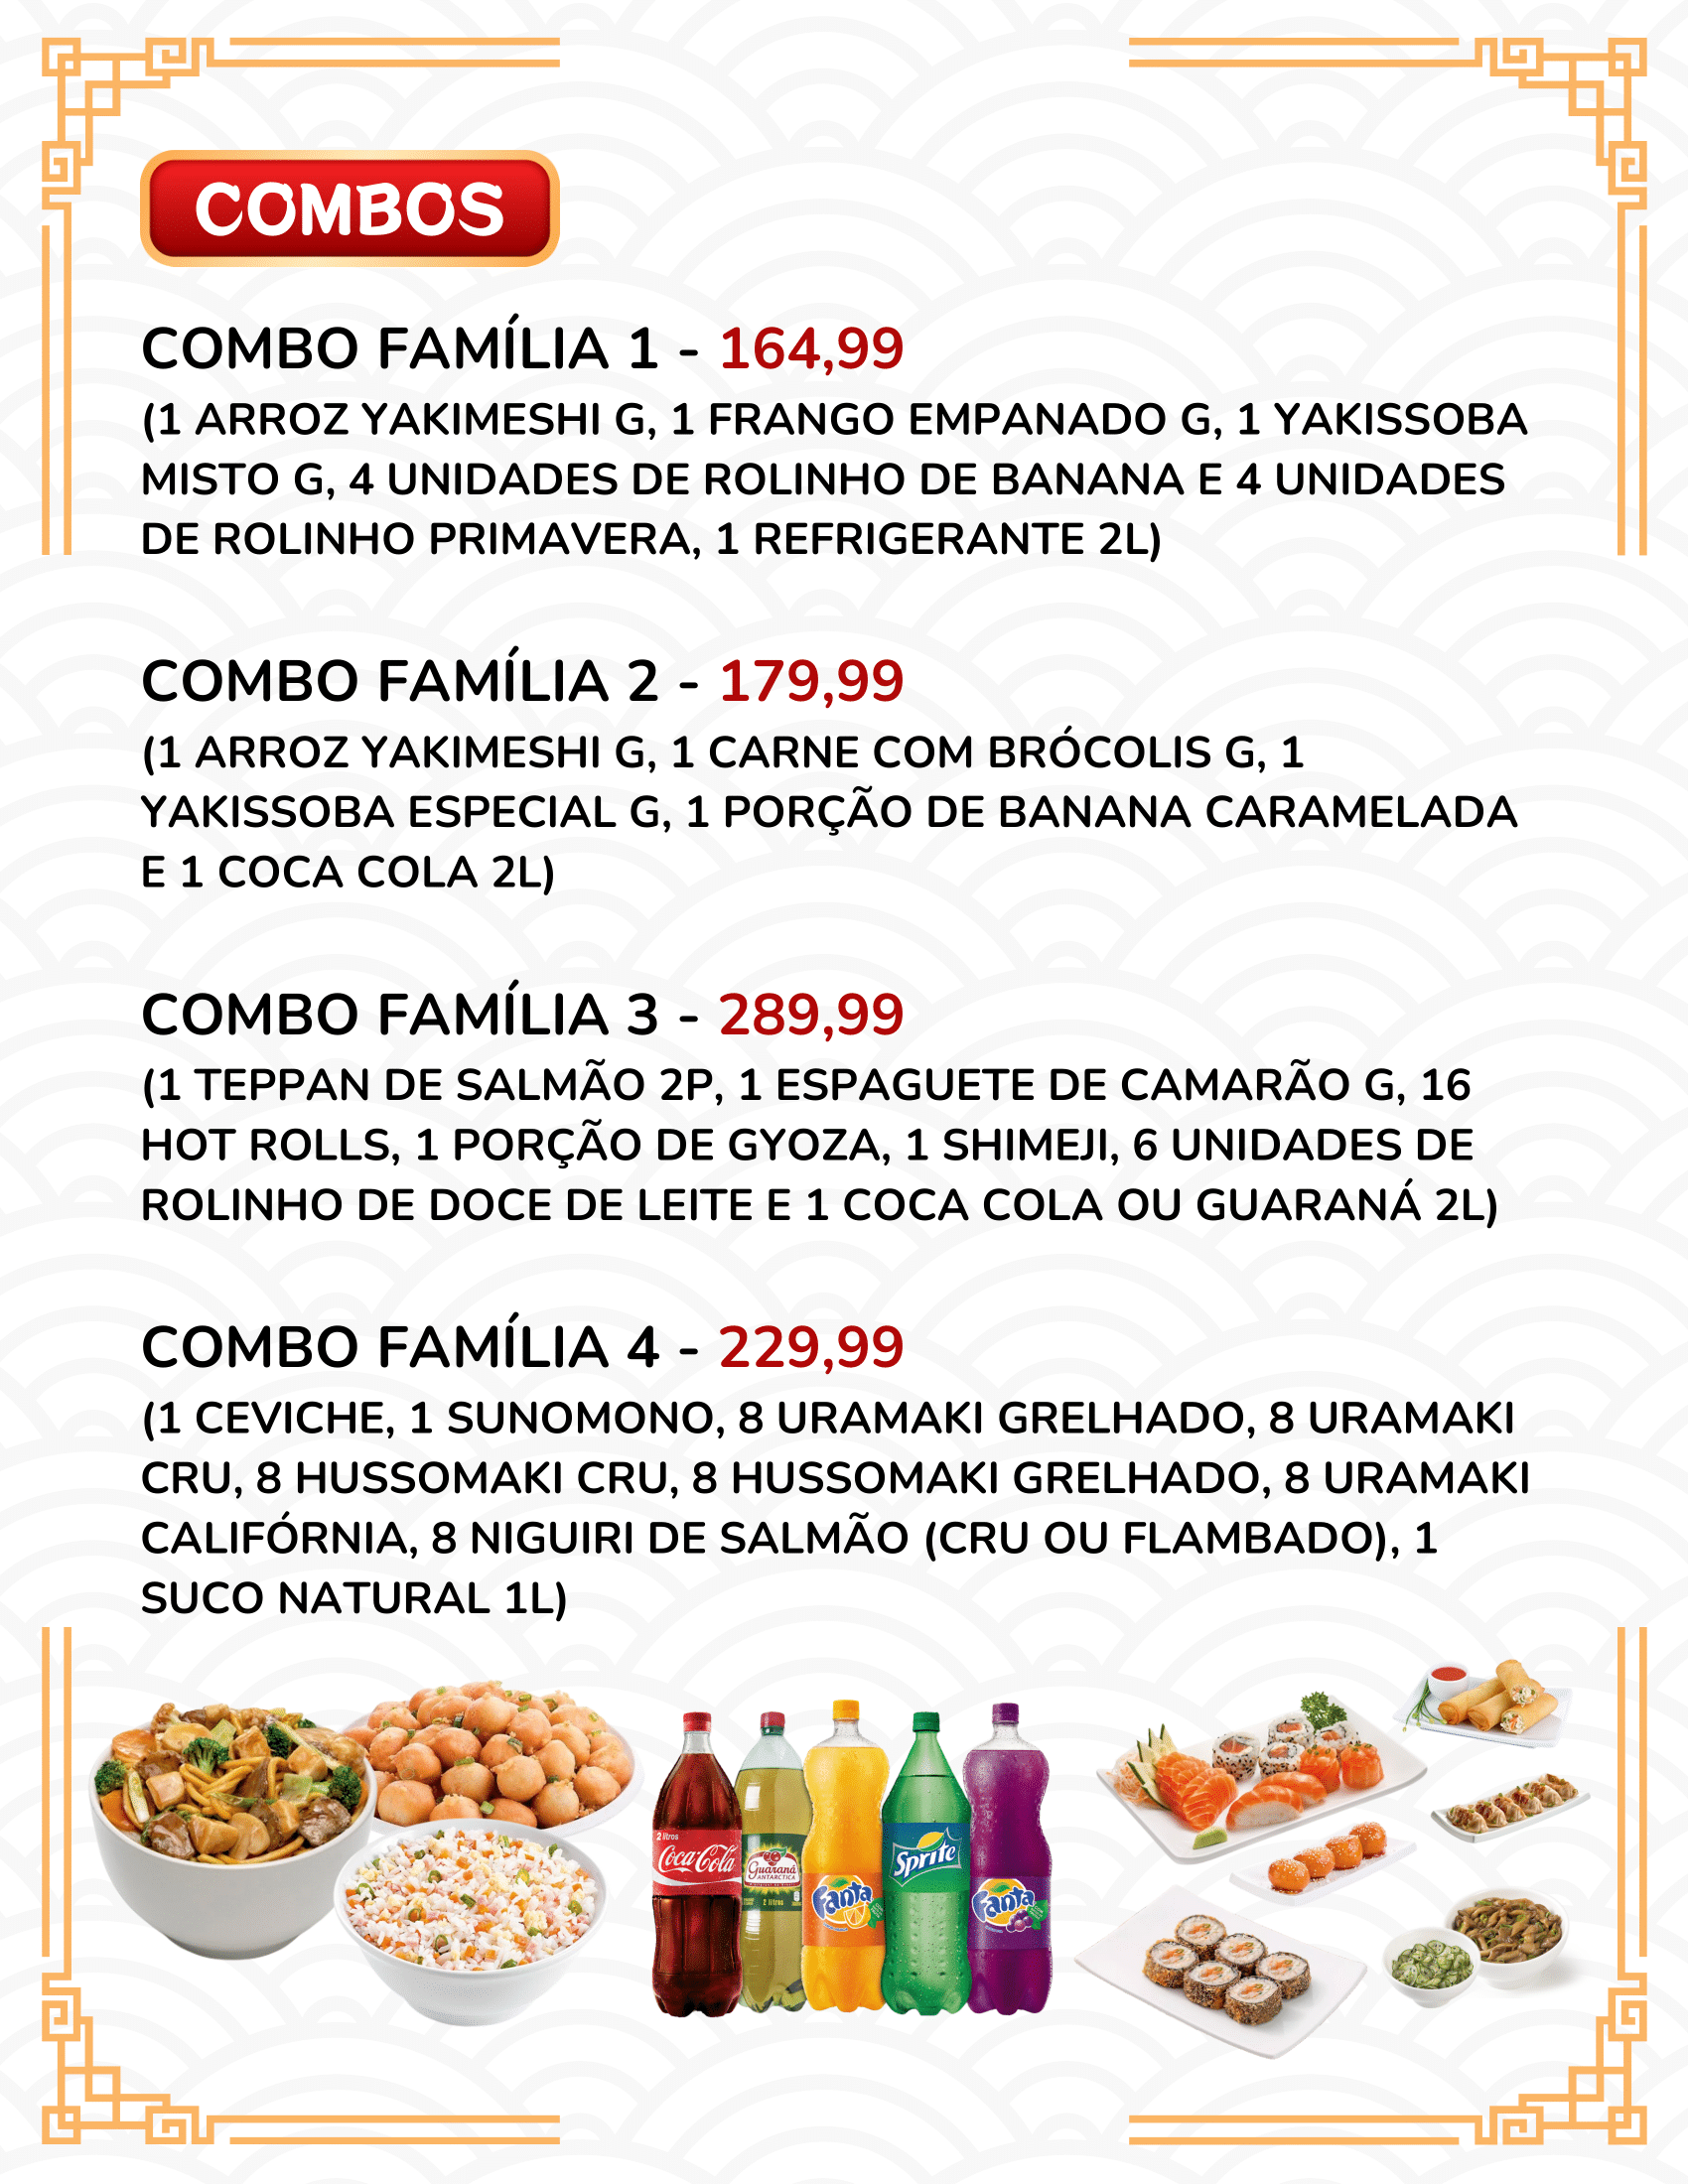 COMBOS
COMBO FAMÍLIA 1 - 164,99
(1 ARROZ YAKIMESHI G, 1 FRANGO EMPANADO G, 1 YAKISSOBA
MISTO G, 4 UNIDADES DE ROLINHO DE BANANA E 4 UNIDADES
DE ROLINHO PRIMAVERA, 1 REFRIGERANTE 2L)
COMBO FAMÍLIA 2 - 179,99
(1 ARROZ YAKIMESHI G, 1 CARNE COM BRÓCOLIS G, 1
YAKISSOBA ESPECIAL G, 1 PORÇÃO DE BANANA CARAMELADA
E 1 COCA COLA 2L)
COMBO FAMÍLIA 3 - 289,99
(1 TEPPAN DE SALMÃO 2P, 1 ESPAGUETE DE CAMARÃO G, 16
HOT ROLLS, 1 PORÇÃO DE GYOZA, 1 SHIMEJI, 6 UNIDADES DE
ROLINHO DE DOCE DE LEITE E 1 COCA COLA OU GUARANÁ 2L)
COMBO FAMÍLIA 4 - 229,99
(1 CEVICHE, 1 SUNOMONO, 8 URAMAKI GRELHADO, 8 URAMAKI
CRU, 8 HUSSOMAKI CRU, 8 HUSSOMAKI GRELHADO, 8 URAMAKI
CALIFÓRNIA, 8 NIGUIRI DE SALMÃO (CRU OU FLAMBADO), 1
SUCO NATURAL 1L)
2 litros
Coca-Cola
Guaraná
ANTARCTICA
2 litros
Fanta
Sprite
Fanta